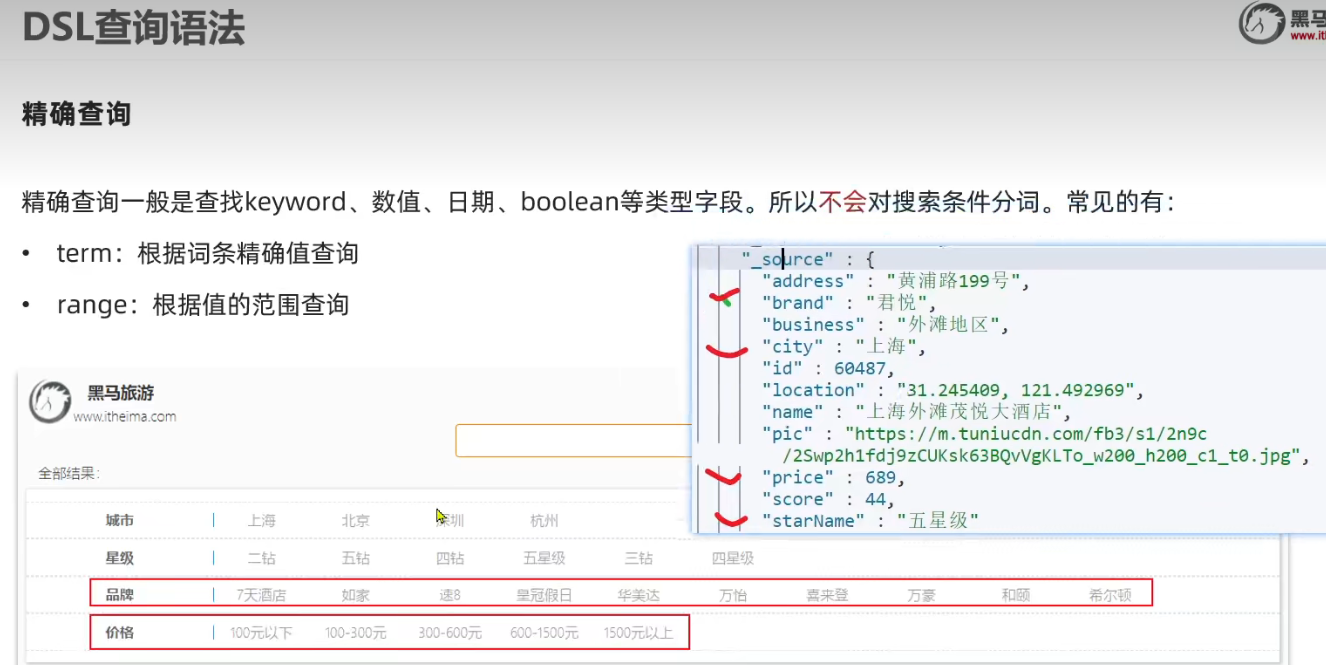 DSL查询语法
黑马
www.it
精确查询
精确查询一般是查找keyword、数值、日期、boolean等类型字段。所以不会对搜索条件分词。常见的有：
• term：根据词条精确值查询
• range：根据值的范围查询
"_source" : {
"address" : "黄浦路199号",
"brand" : "君悦",
"business" : "外滩地区",
"city" : "上海",
"id" : 60487,
"location" : "31.245409, 121.492969",
"name" : "上海外滩茂悦大酒店",
"pic" : "https://m.tuniucdn.com/fb3/s1/2n9c
/2Swp2h1fdj9zCUKsk63BQvVgKLTo_w200_h200_c1_t0.jpg",
"price" : 689,
"score" : 44,
"starName" : "五星级"
黑马旅游
www.itheima.com
全部结果：
城市 上海 北京 深圳 杭州
星级 二钻 五钻 四钻 五星级 三钻 四星级
品牌 7天酒店 如家 速8 皇冠假日 华美达 万怡 喜来登 万豪 和颐 希尔顿
价格 100元以下 100-300元 300-600元 600-1500元 1500元以上